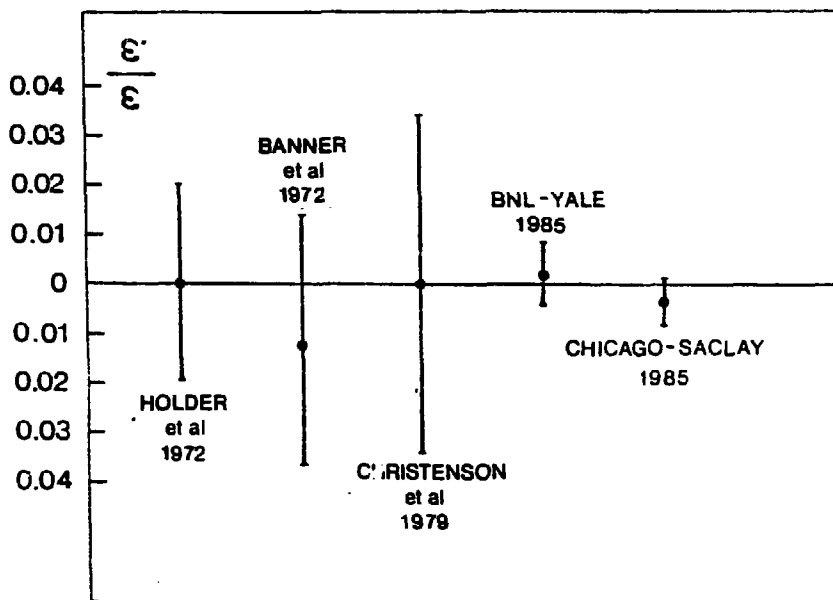 ε'
ε
0.04
0.03
0.02
0.01
0
0.01
0.02
0.03
0.04
HOLDER
et al
1972
BANNER
et al
1972
CHRISTENSON
et al
1979
BNL-YALE
1985
CHICAGO-SACLAY
1985